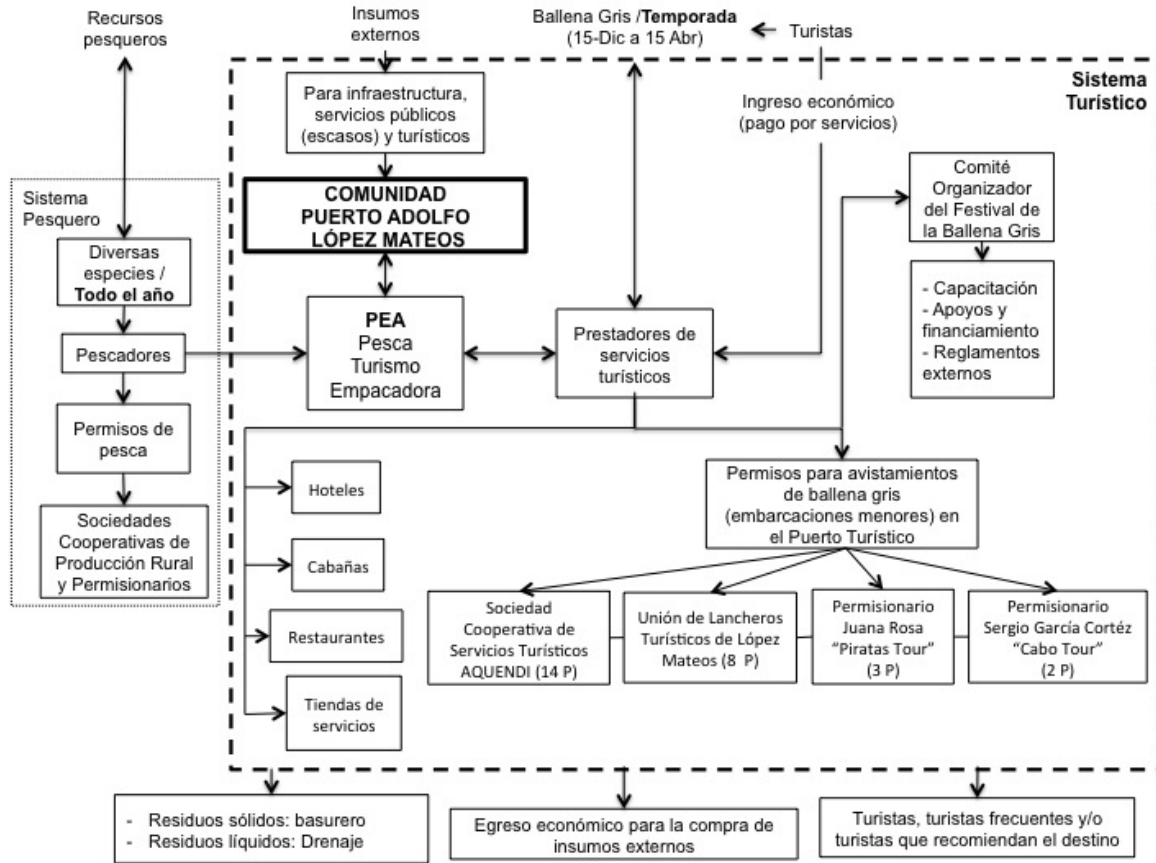 Recursos
pesqueros
Insumos
externos
Ballena Gris /Temporada
(15-Dic a 15 Abr)
Turistas
Sistema
Turístico
Para infraestructura,
servicios públicos
(escasos) y turísticos
Ingreso económico
(pago por servicios)
Sistema
Pesquero
COMUNIDAD
PUERTO ADOLFO
LÓPEZ MATEOS
Comité
Organizador
del Festival de
la Ballena Gris
Diversas
especies /
Todo el año
- Capacitación
- Apoyos y
financiamiento
- Reglamentos
externos
Pescadores
PEA
Pesca
Turismo
Empacadora
Prestadores de
servicios
turísticos
Permisos de
pesca
Sociedades
Cooperativas de
Producción Rural
y Permisionarios
Hoteles
Cabañas
Restaurantes
Tiendas de
servicios
Permisos para avistamientos
de ballena gris
(embarcaciones menores) en
el Puerto Turístico
Sociedad
Cooperativa de
Servicios Turísticos
AQUENDI (14 P)
Unión de Lancheros
Turísticos de López
Mateos (8 P)
Permisionario
Juana Rosa
“Piratas Tour”
(3 P)
Permisionario
Sergio García Cortéz
“Cabo Tour”
(2 P)
- Residuos sólidos: basurero
- Residuos líquidos: Drenaje
Egreso económico para la compra de
insumos externos
Turistas, turistas frecuentes y/o
turistas que recomiendan el destino